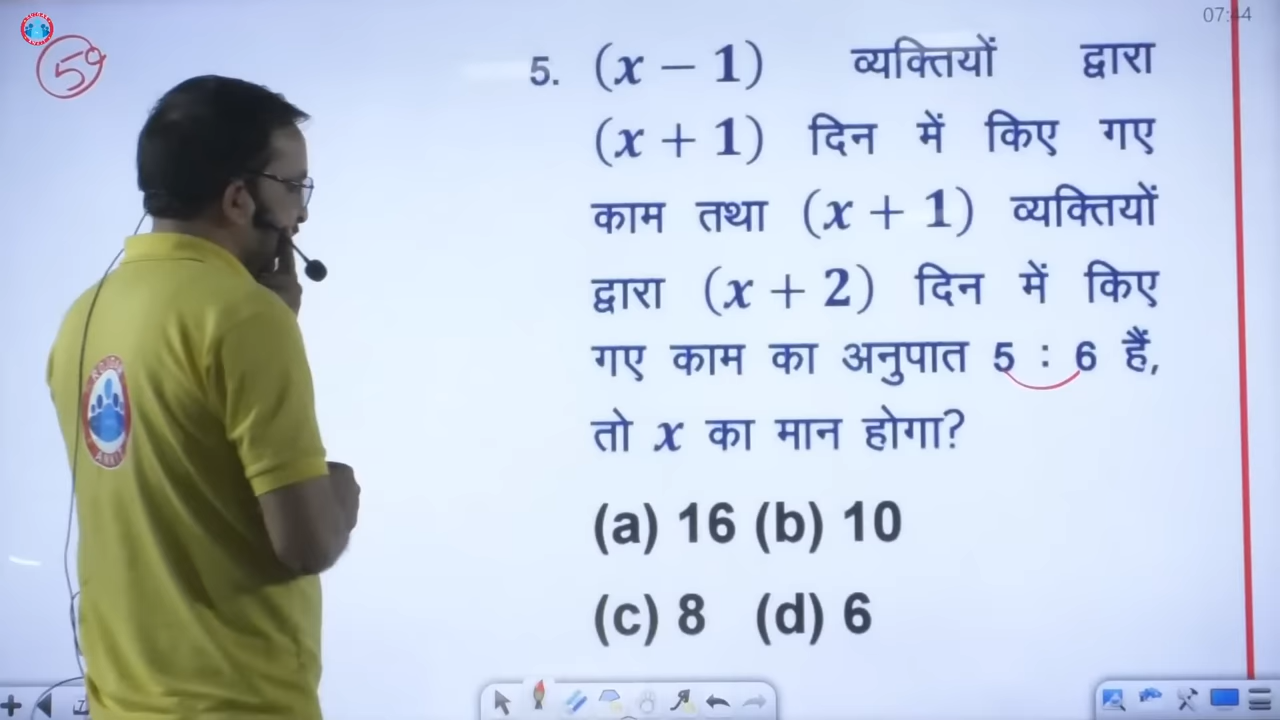 07:44
59
5. (x − 1) व्यक्तियों द्वारा
(x + 1) दिन में किए गए
काम तथा (x + 1) व्यक्तियों
द्वारा (x + 2) दिन में किए
गए काम का अनुपात 5 : 6 हैं,
तो x का मान होगा?
(a) 16 (b) 10
(c) 8 (d) 6